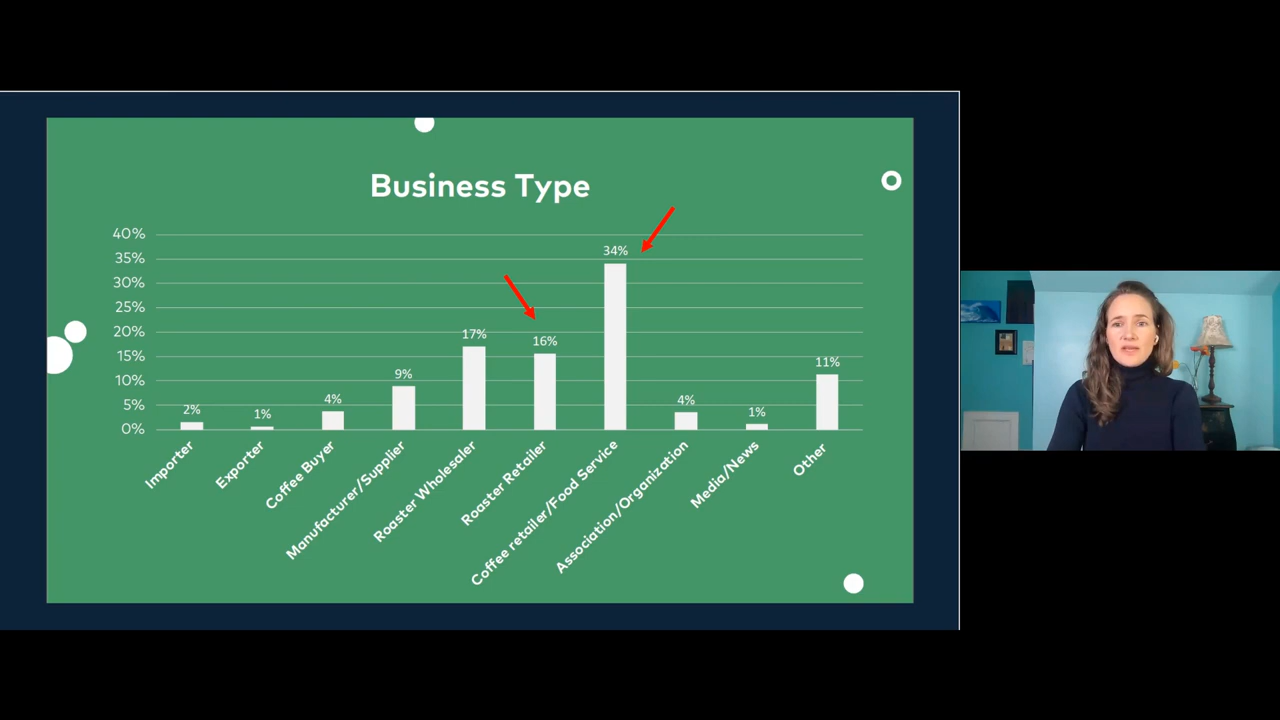 Business Type
40%
35%
30%
25%
20%
15%
10%
5%
0%
2%
1%
4%
9%
17%
16%
34%
4%
1%
11%
Importer
Exporter
Coffee Buyer
Manufacturer/Supplier
Roaster Wholesaler
Roaster Retailer
Coffee retailer/Food Service
Association/Organization
Media/News
Other